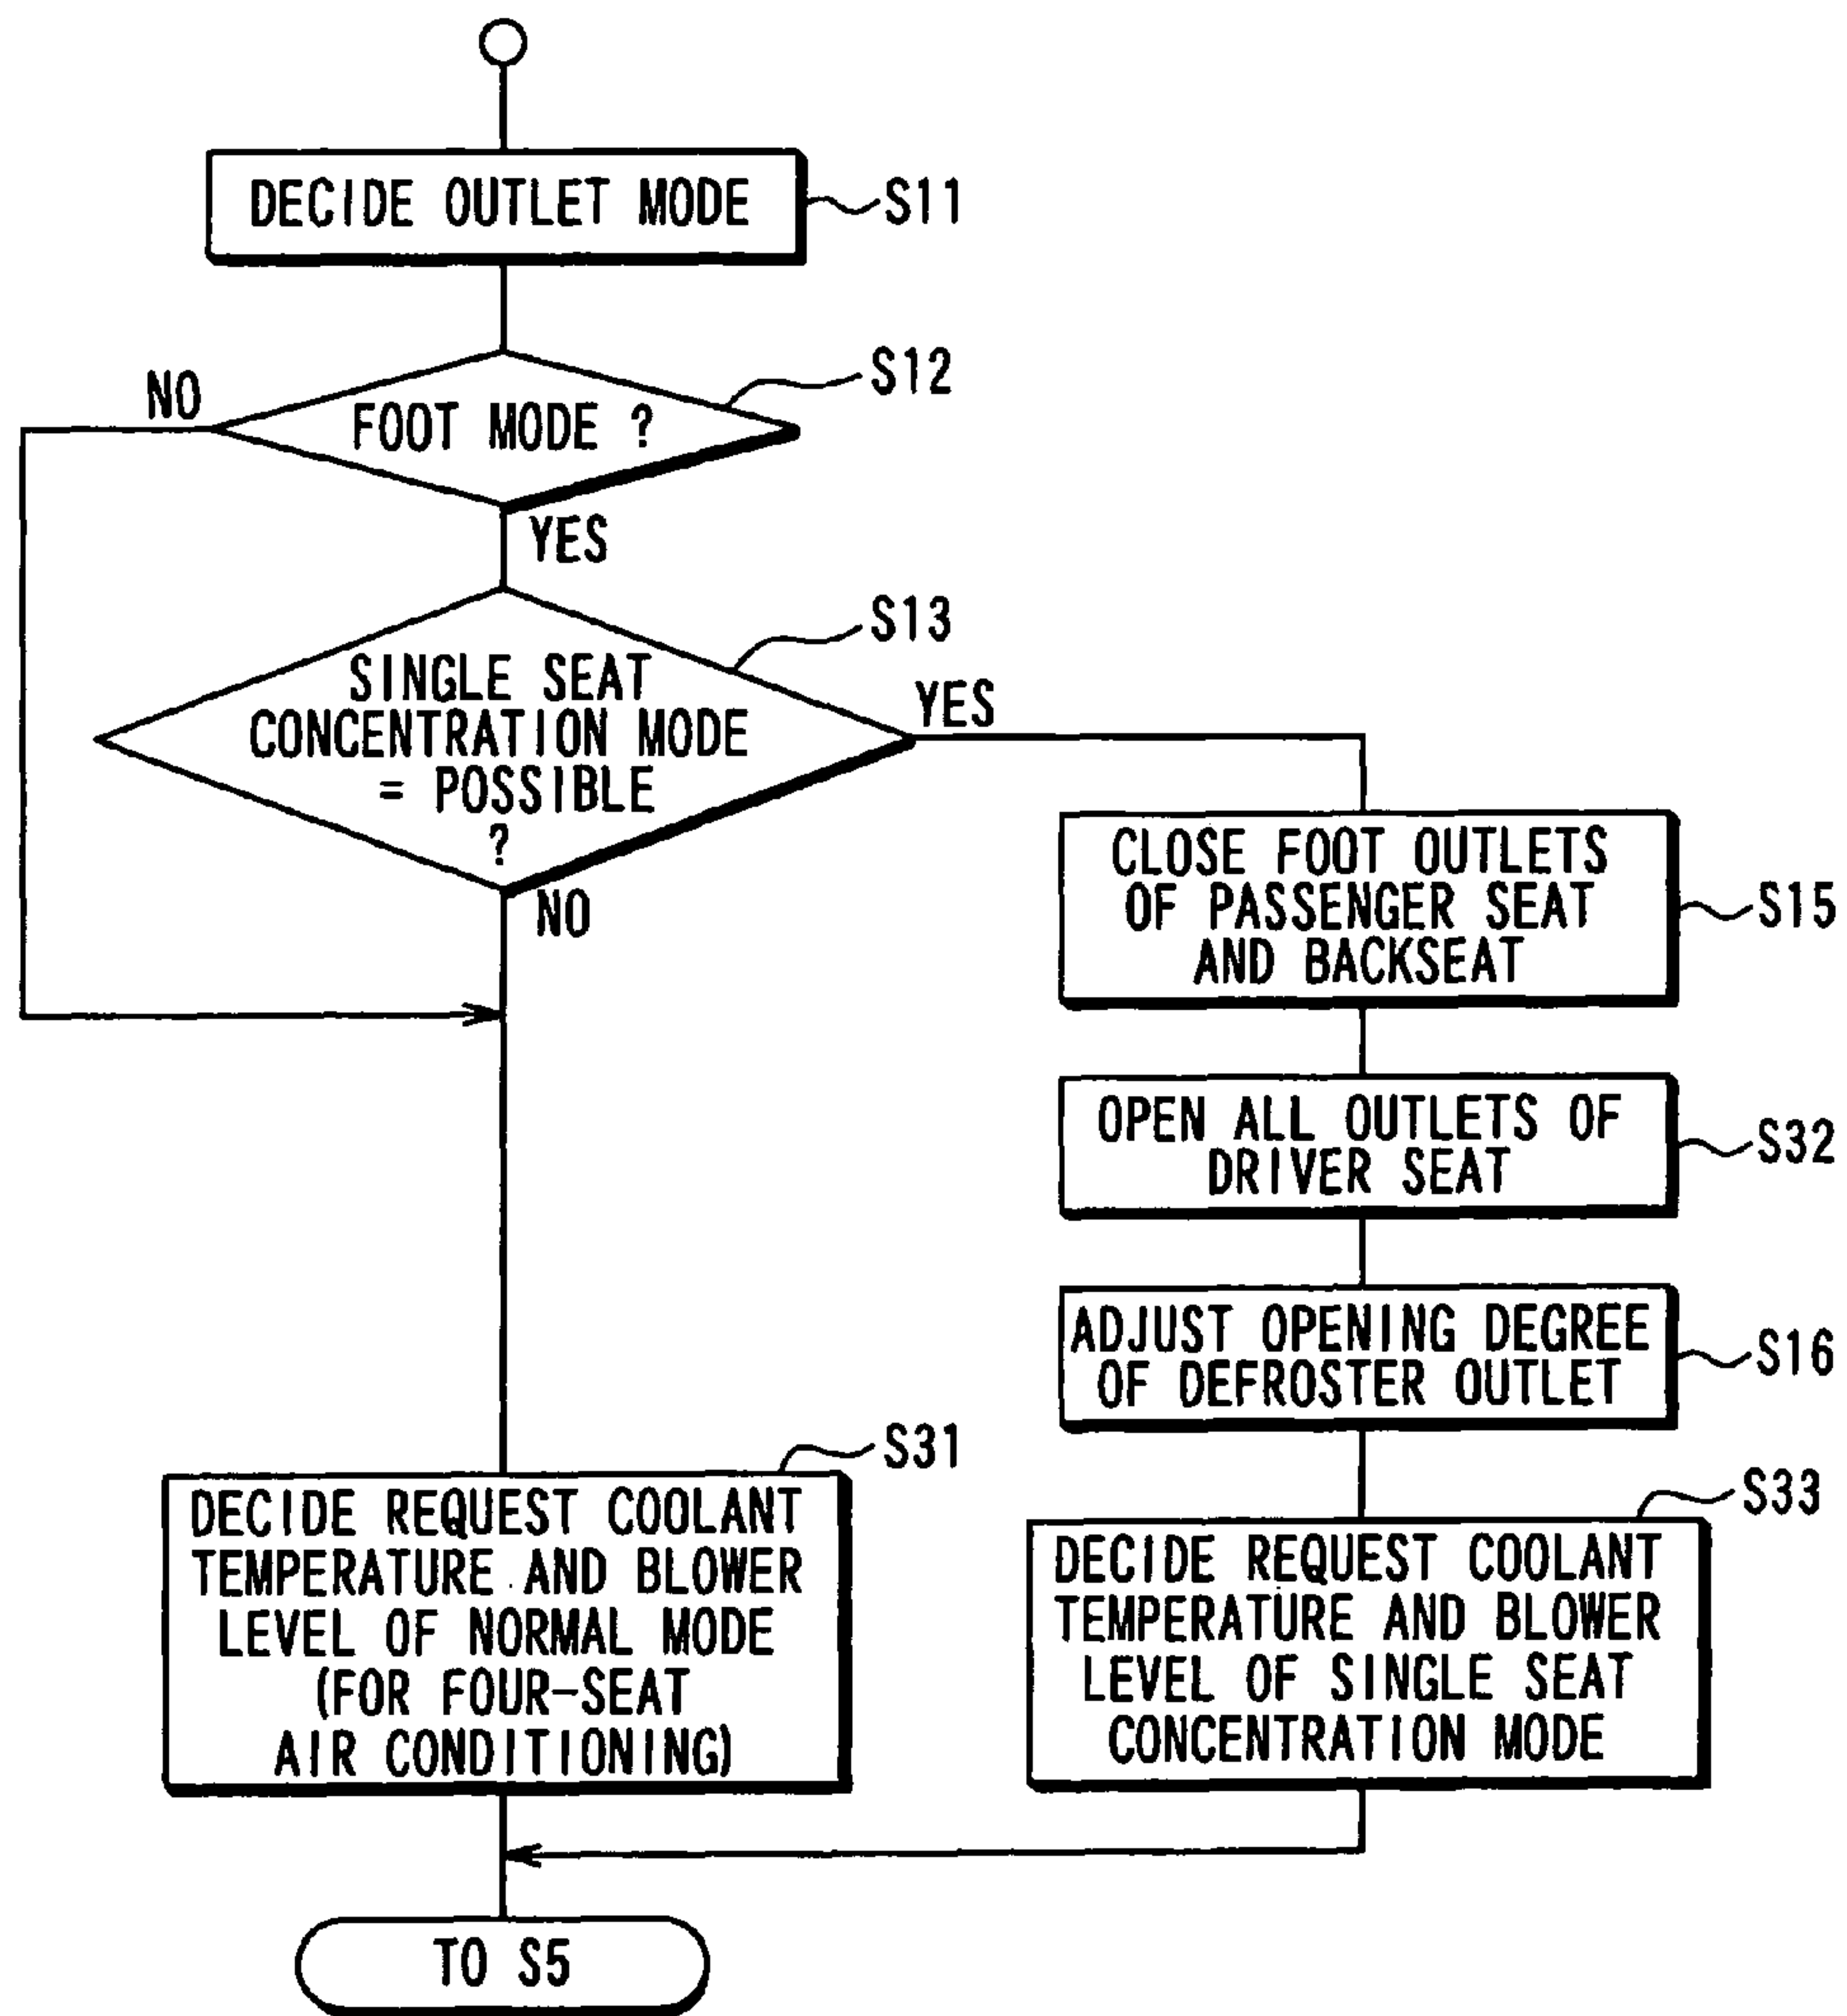 DECIDE OUTLET MODE
S11
NO
FOOT MODE ?
S12
YES
SINGLE SEAT
CONCENTRATION MODE
= POSSIBLE
?
S13
YES
NO
CLOSE FOOT OUTLETS
OF PASSENGER SEAT
AND BACKSEAT
S15
OPEN ALL OUTLETS OF
DRIVER SEAT
S32
ADJUST OPENING DEGREE
OF DEFROSTER OUTLET
S16
S31
DECIDE REQUEST COOLANT
TEMPERATURE AND BLOWER
LEVEL OF NORMAL MODE
(FOR FOUR-SEAT
AIR CONDITIONING)
S33
DECIDE REQUEST COOLANT
TEMPERATURE AND BLOWER
LEVEL OF SINGLE SEAT
CONCENTRATION MODE
TO S5